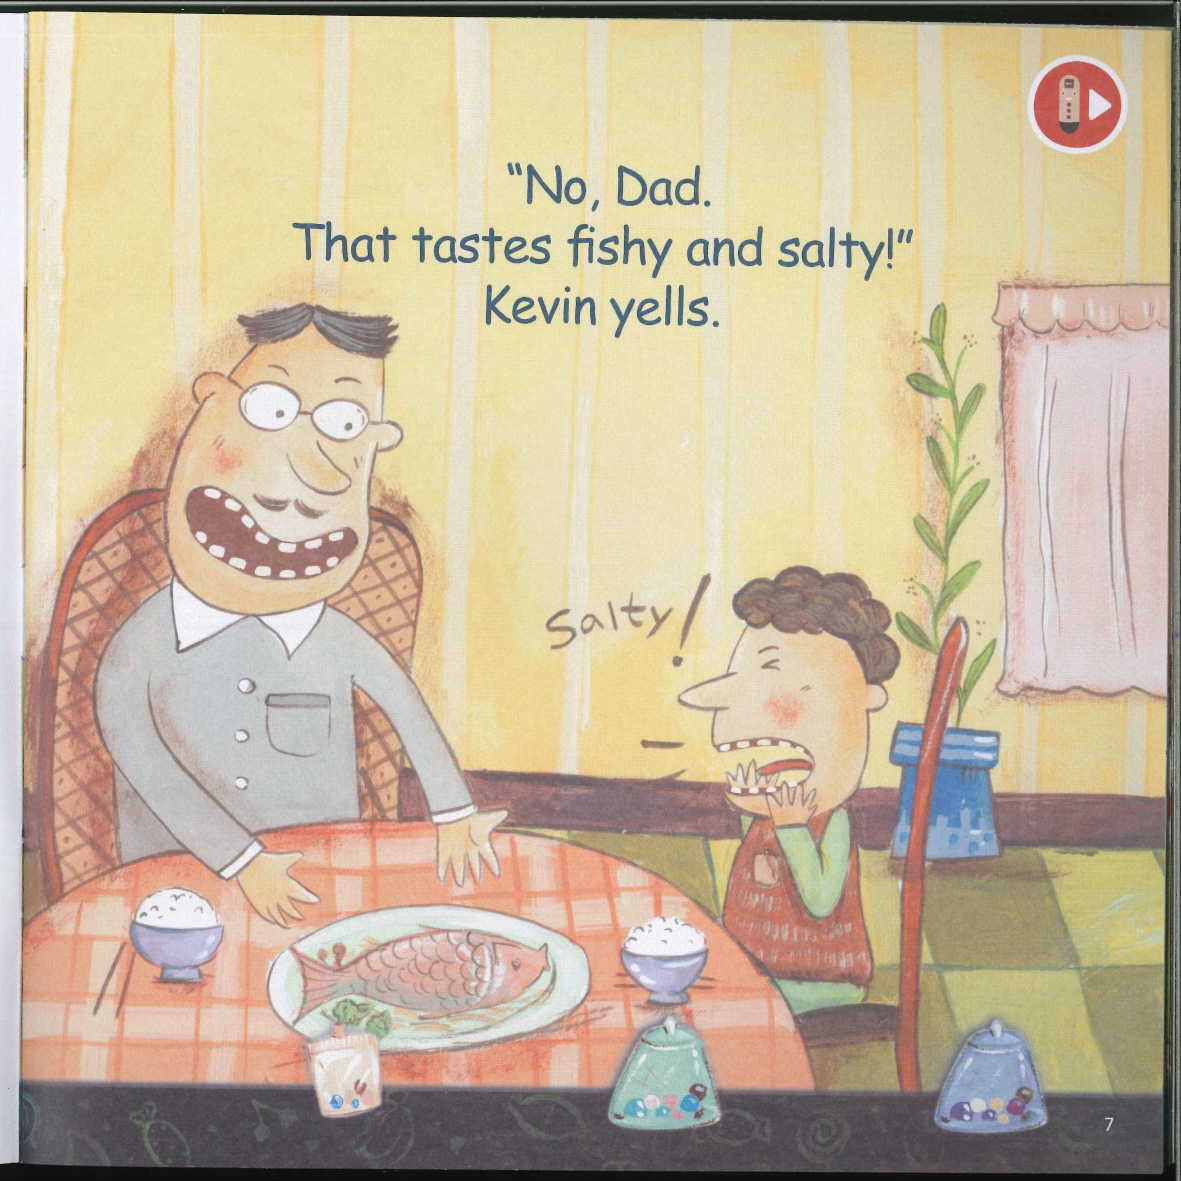 “No, Dad.
That tastes fishy and salty!”
Kevin yells.
Salty!
7